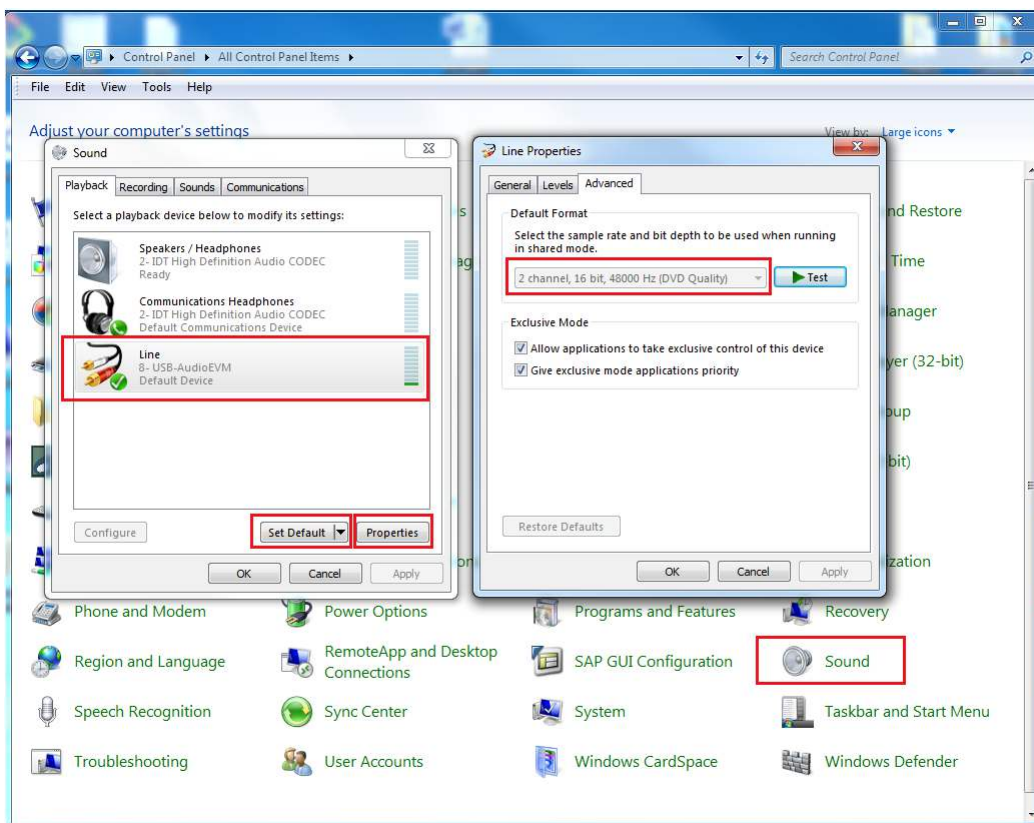 Control Panel ▸ All Control Panel Items ▸
Search Control Panel
File Edit View Tools Help
Adjust your computer's settings
View by: Large icons
Sound
Playback Recording Sounds Communications
Select a playback device below to modify its settings:
Speakers / Headphones
2- IDT High Definition Audio CODEC
Ready
Communications Headphones
2- IDT High Definition Audio CODEC
Default Communications Device
Line
8- USB-AudioEVM
Default Device
Configure
Set Default
Properties
OK
Cancel
Apply
Line Properties
General Levels Advanced
Default Format
Select the sample rate and bit depth to be used when running
in shared mode.
2 channel, 16 bit, 48000 Hz (DVD Quality)
Test
Exclusive Mode
Allow applications to take exclusive control of this device
Give exclusive mode applications priority
Restore Defaults
OK
Cancel
Apply
nd Restore
Time
anager
yer (32-bit)
oup
bit)
ization
Phone and Modem
Power Options
Programs and Features
Recovery
Region and Language
RemoteApp and Desktop
Connections
SAP GUI Configuration
Sound
Speech Recognition
Sync Center
System
Taskbar and Start Menu
Troubleshooting
User Accounts
Windows CardSpace
Windows Defender